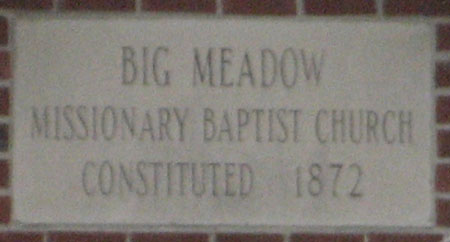 BIG MEADOW
MISSIONARY BAPTIST CHURCH
CONSTITUTED 1872